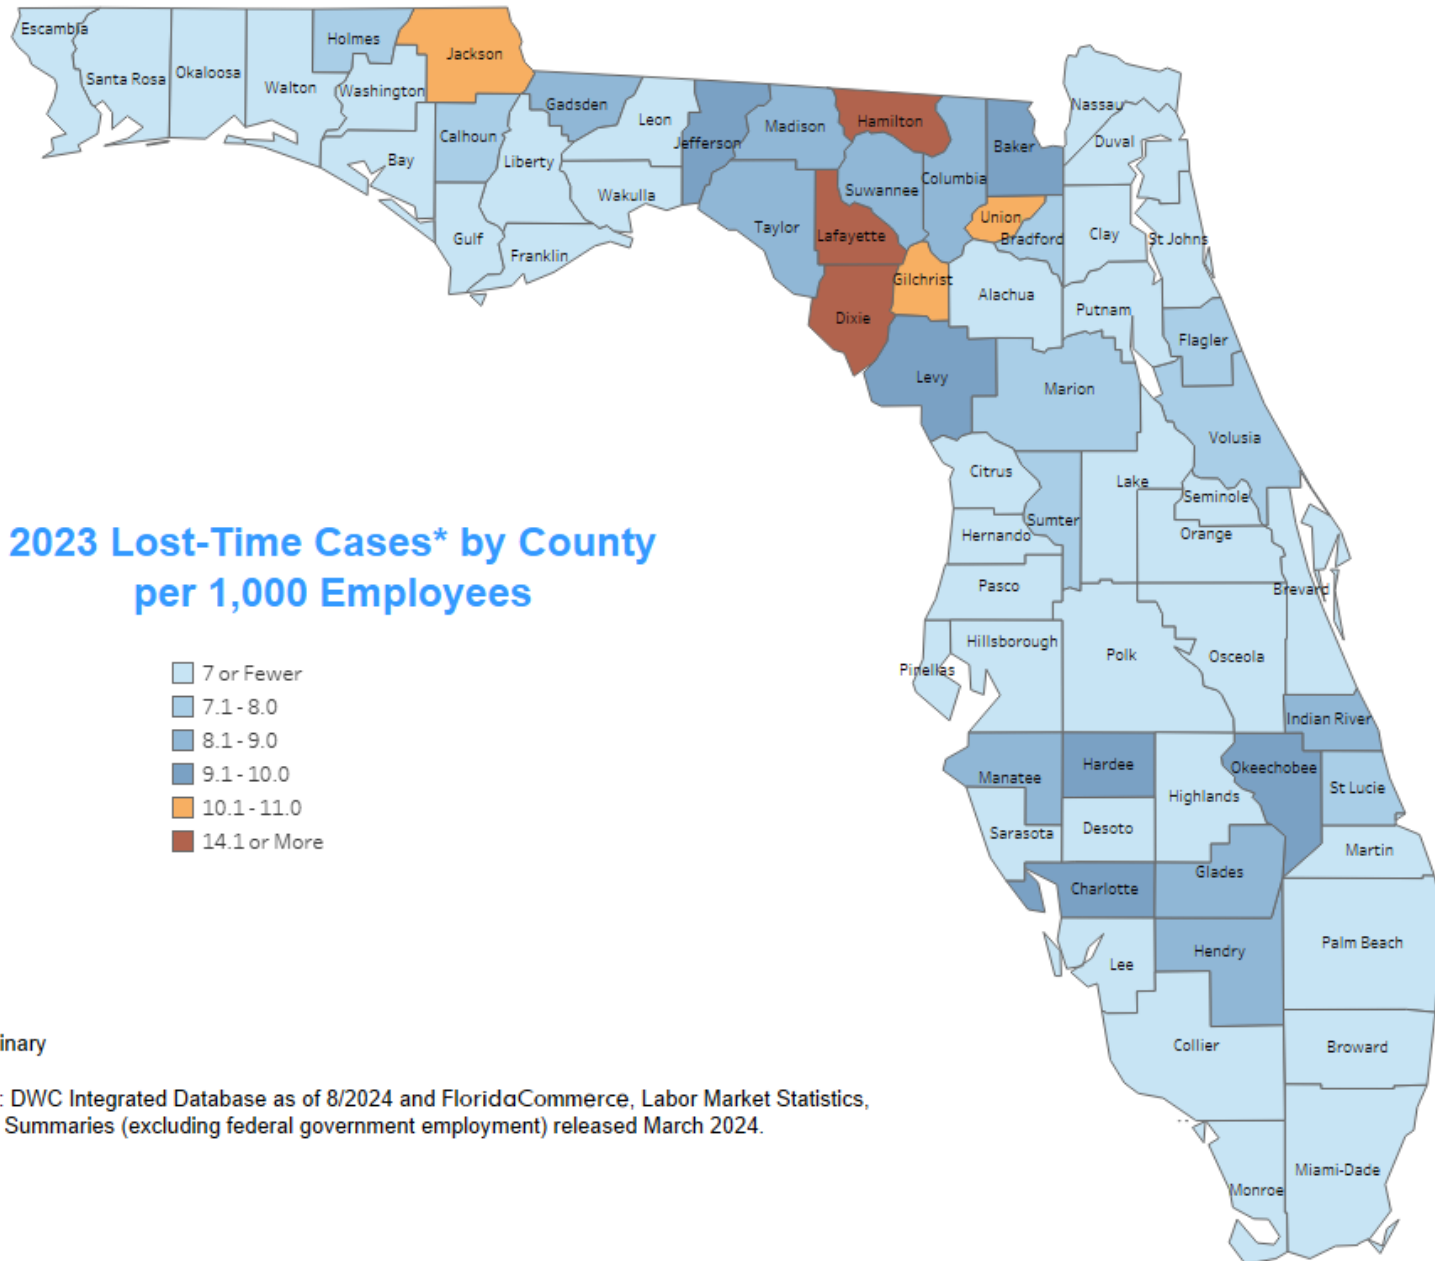 Escambia
Santa Rosa
Okaloosa
Walton
Holmes
Washington
Jackson
Bay
Calhoun
Gulf
Liberty
Gadsden
Franklin
Leon
Wakulla
Jefferson
Madison
Taylor
Hamilton
Suwannee
Lafayette
Dixie
Columbia
Gilchrist
Baker
Union
Bradford
Alachua
Levy
Nassau
Duval
Clay
St Johns
Putnam
Flagler
Marion
Volusia
Citrus
Sumter
Lake
Seminole
Orange
Hernando
Pasco
Brevard
Hillsborough
Pinellas
Polk
Osceola
Indian River
Manatee
Hardee
Highlands
Okeechobee
St Lucie
Sarasota
Desoto
Martin
Charlotte
Glades
Lee
Hendry
Palm Beach
Collier
Broward
Monroe
Miami-Dade
2023 Lost-Time Cases* by County
per 1,000 Employees
7 or Fewer
7.1 - 8.0
8.1 - 9.0
9.1 - 10.0
10.1 - 11.0
14.1 or More
inary
: DWC Integrated Database as of 8/2024 and FloridaCommerce, Labor Market Statistics,
Summaries (excluding federal government employment) released March 2024.